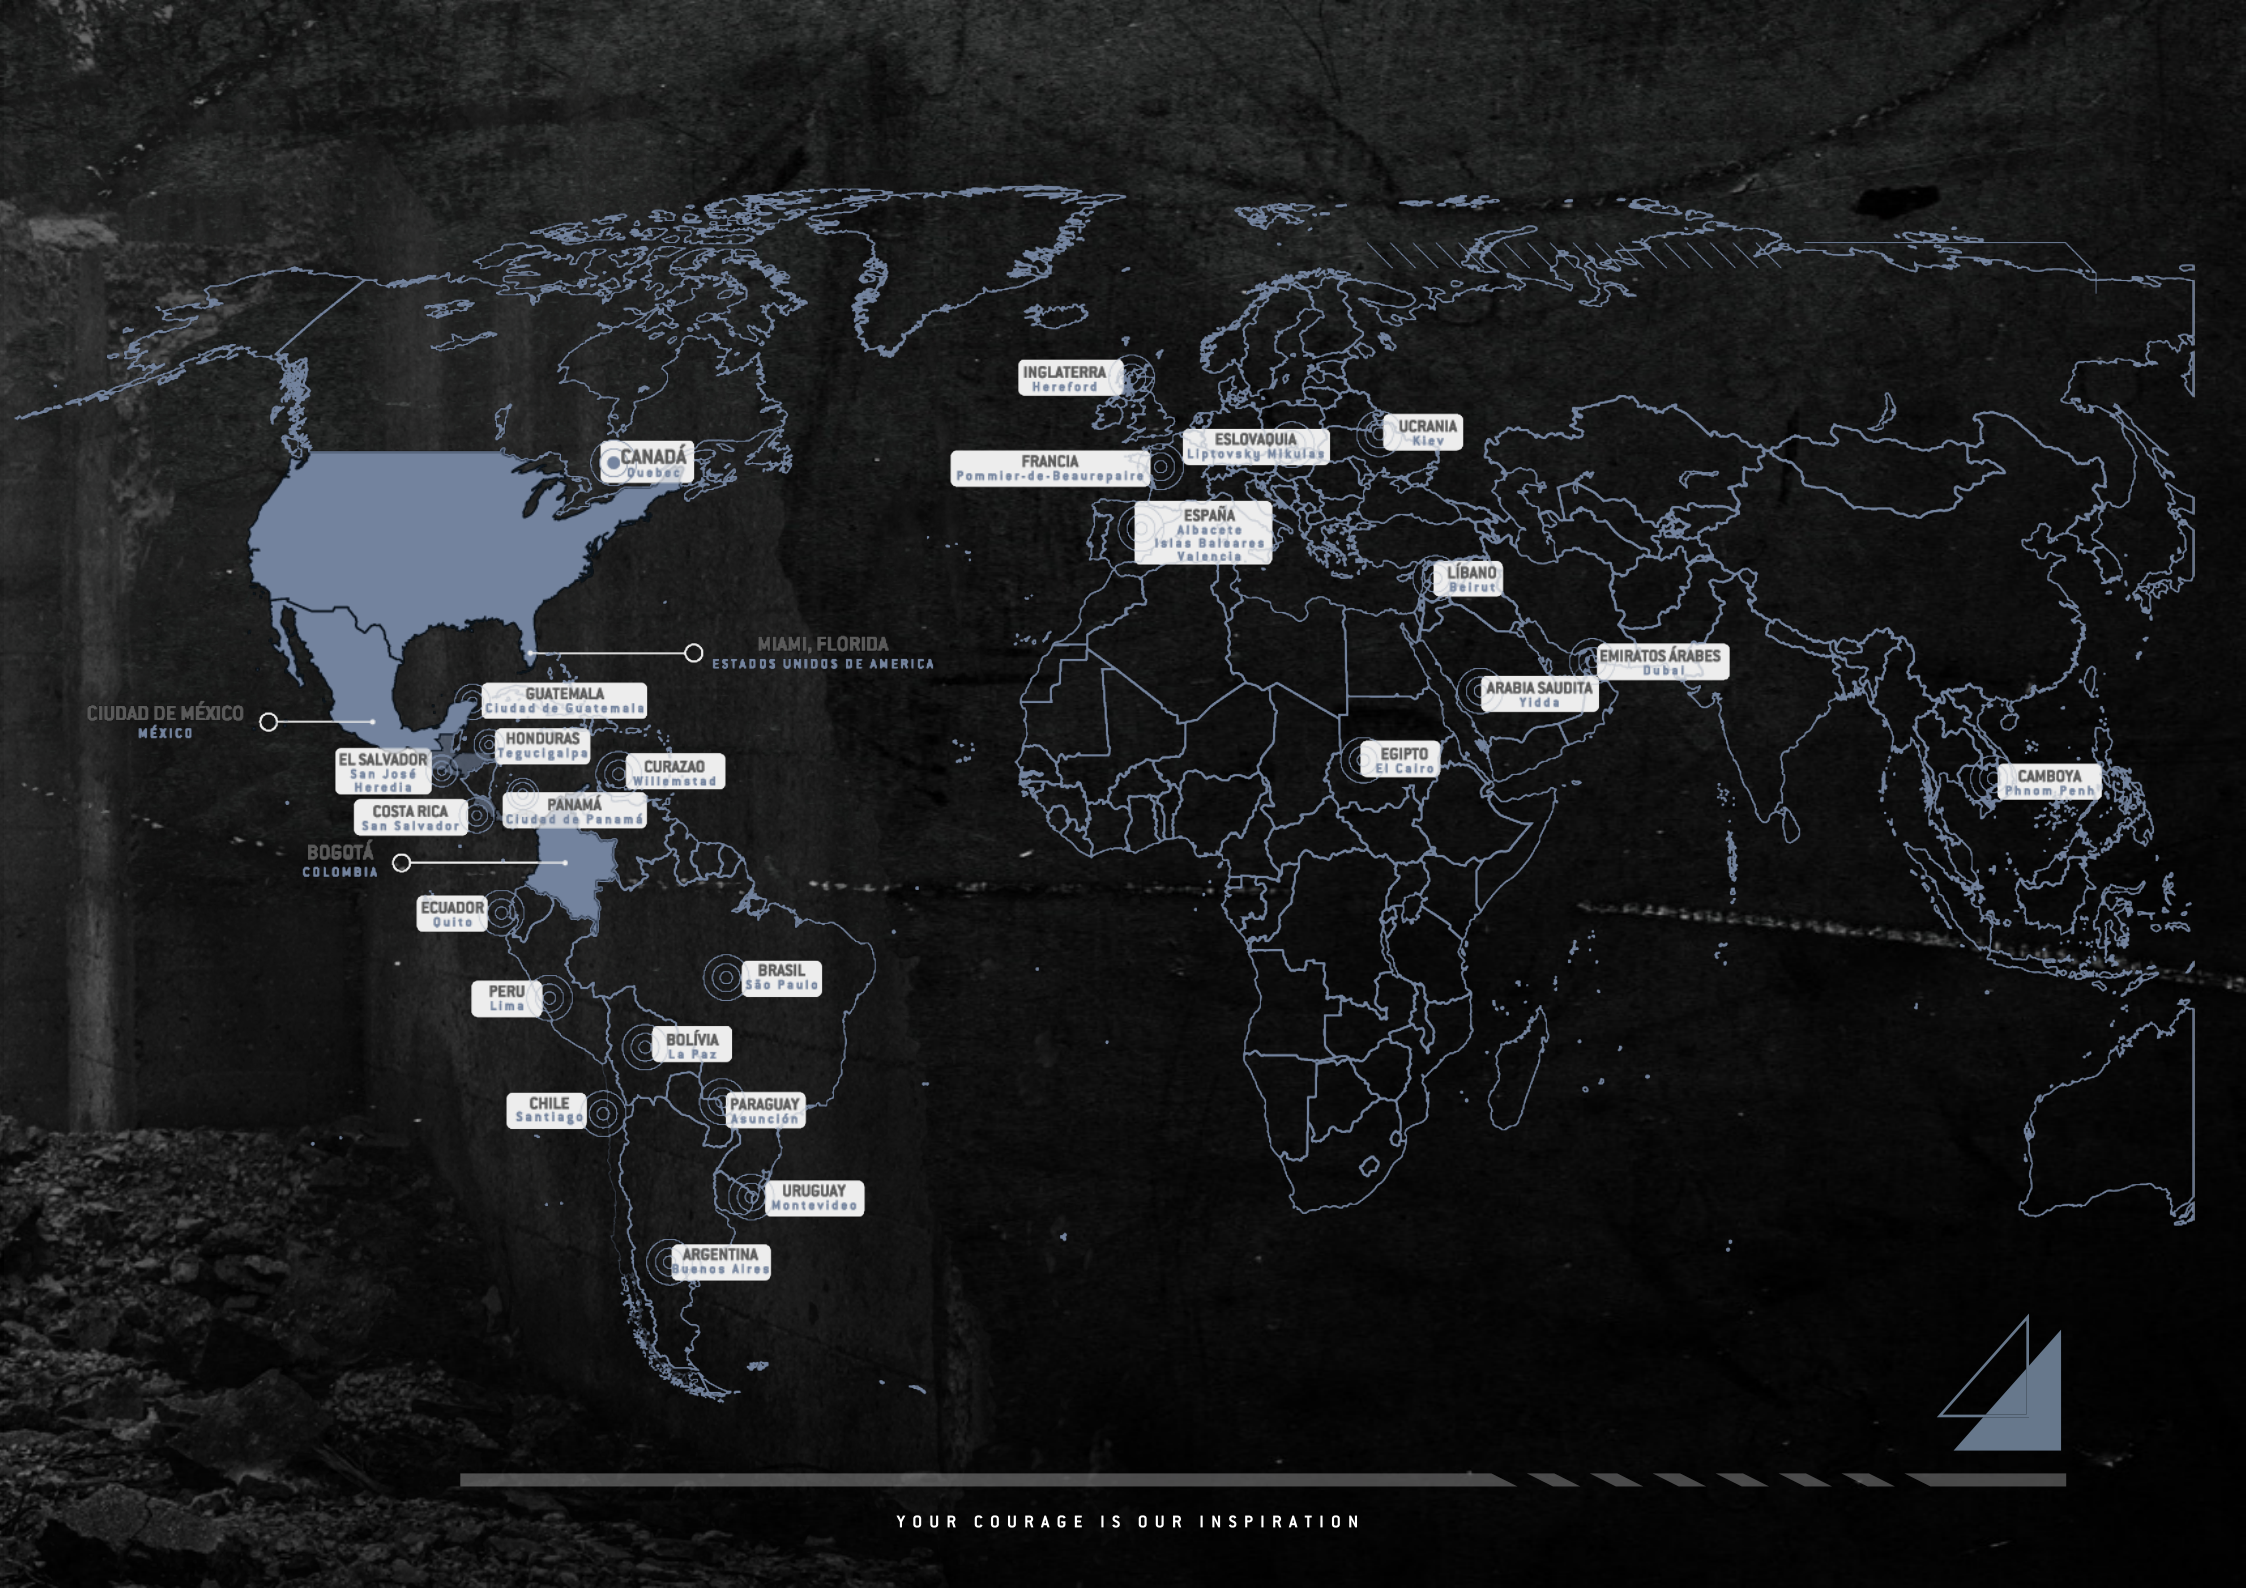 INGLATERRA
Hereford
UCRANIA
Kiev
ESLOVAQUIA
Liptovsky Mikulas
CANADÁ
Quebec
FRANCIA
Pommier-de-Beaurepaire
ESPAÑA
Albacete
Islas Baleares
Valencia
LÍBANO
Beirut
MIAMI, FLORIDA
ESTADOS UNIDOS DE AMERICA
EMIRATOS ÁRABES
Dubai
ARABIA SAUDITA
Yidda
GUATEMALA
Ciudad de Guatemala
CIUDAD DE MÉXICO
MÉXICO
HONDURAS
Tegucigalpa
EGIPTO
El Cairo
EL SALVADOR
San José
Heredia
CURAZAO
Willemstad
CAMBOYA
Phnom Penh
COSTA RICA
San Salvador
PANAMÁ
Ciudad de Panamá
BOGOTÁ
COLOMBIA
ECUADOR
Quito
BRASIL
São Paulo
PERU
Lima
BOLÍVIA
La Paz
CHILE
Santiago
PARAGUAY
Asunción
URUGUAY
Montevideo
ARGENTINA
Buenos Aires
YOUR COURAGE IS OUR INSPIRATION